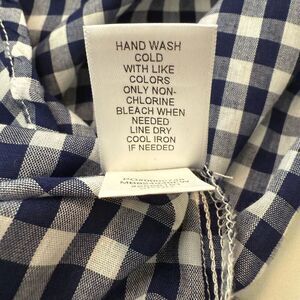 HAND WASH
COLD
WITH LIKE
COLORS
ONLY NON-
CHLORINE
BLEACH WHEN
NEEDED
LINE DRY
COOL IRON
IF NEEDED